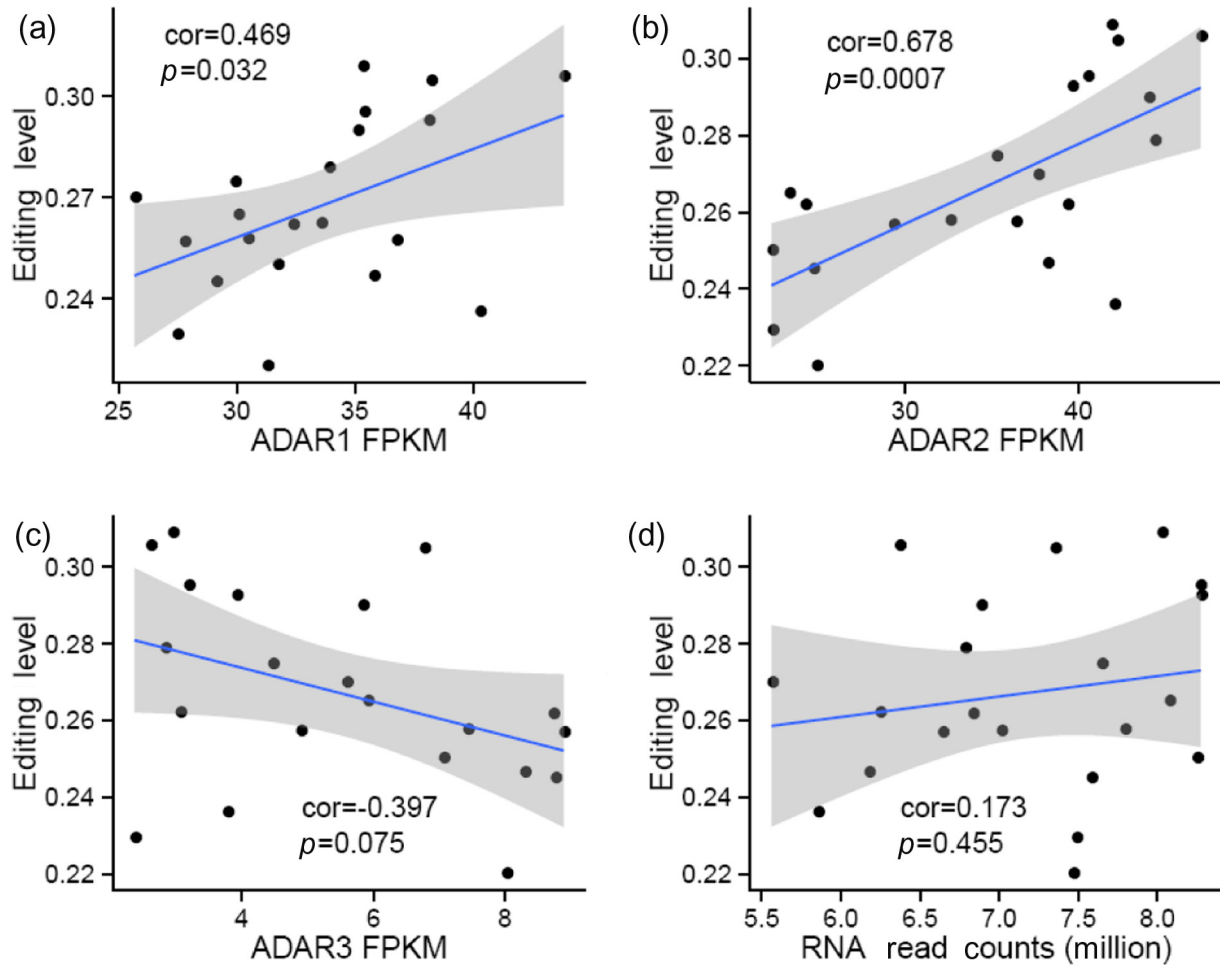 (a)
cor=0.469
p=0.032
0.30
0.27
0.24
Editing level
25
30
35
40
ADAR1 FPKM
(b)
cor=0.678
p=0.0007
0.30
0.28
0.26
0.24
0.22
Editing level
30
40
ADAR2 FPKM
(c)
0.30
0.28
0.26
0.24
0.22
Editing level
cor=-0.397
p=0.075
4
6
8
ADAR3 FPKM
(d)
0.30
0.28
0.26
0.24
0.22
Editing level
cor=0.173
p=0.455
5.5
6.0
6.5
7.0
7.5
8.0
RNA read counts (million)